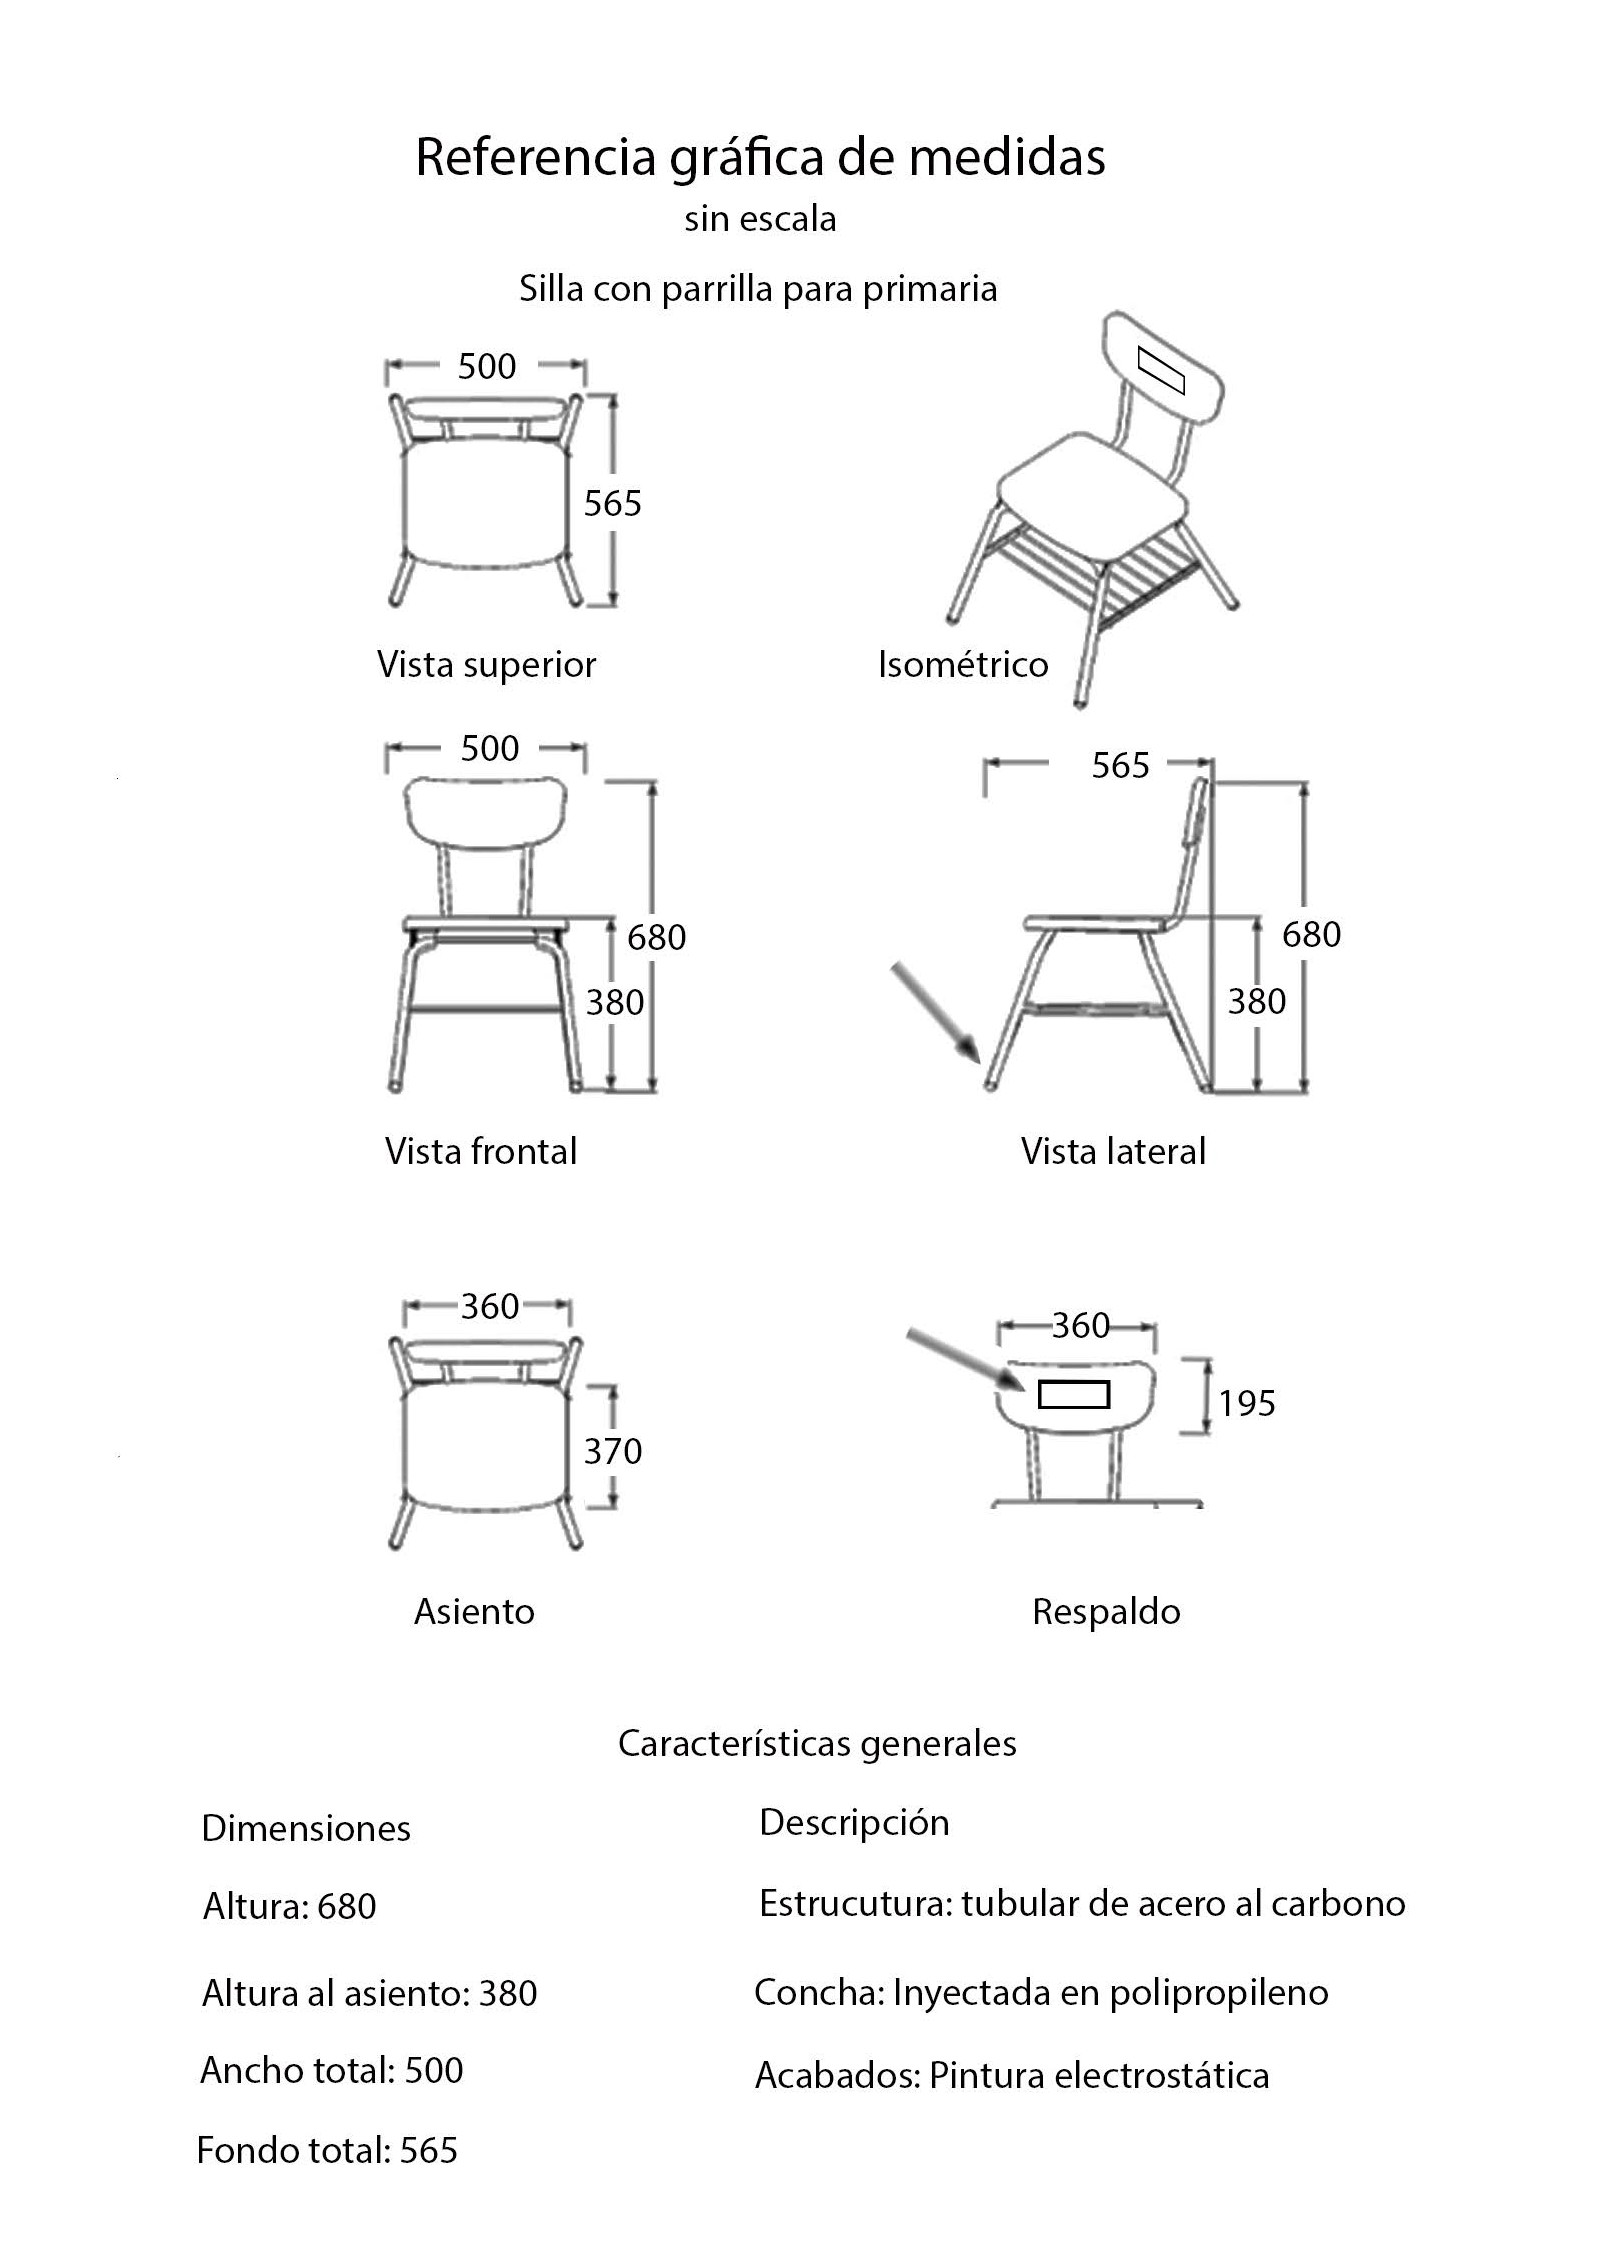 Referencia gráfica de medidas
sin escala
Silla con parrilla para primaria
500
565
Vista superior
Isométrico
500
680
380
Vista frontal
565
680
380
Vista lateral
360
370
Asiento
360
195
Respaldo
Características generales
Dimensiones
Altura: 680
Altura al asiento: 380
Ancho total: 500
Fondo total: 565
Descripción
Estrucutura: tubular de acero al carbono
Concha: Inyectada en polipropileno
Acabados: Pintura electrostática